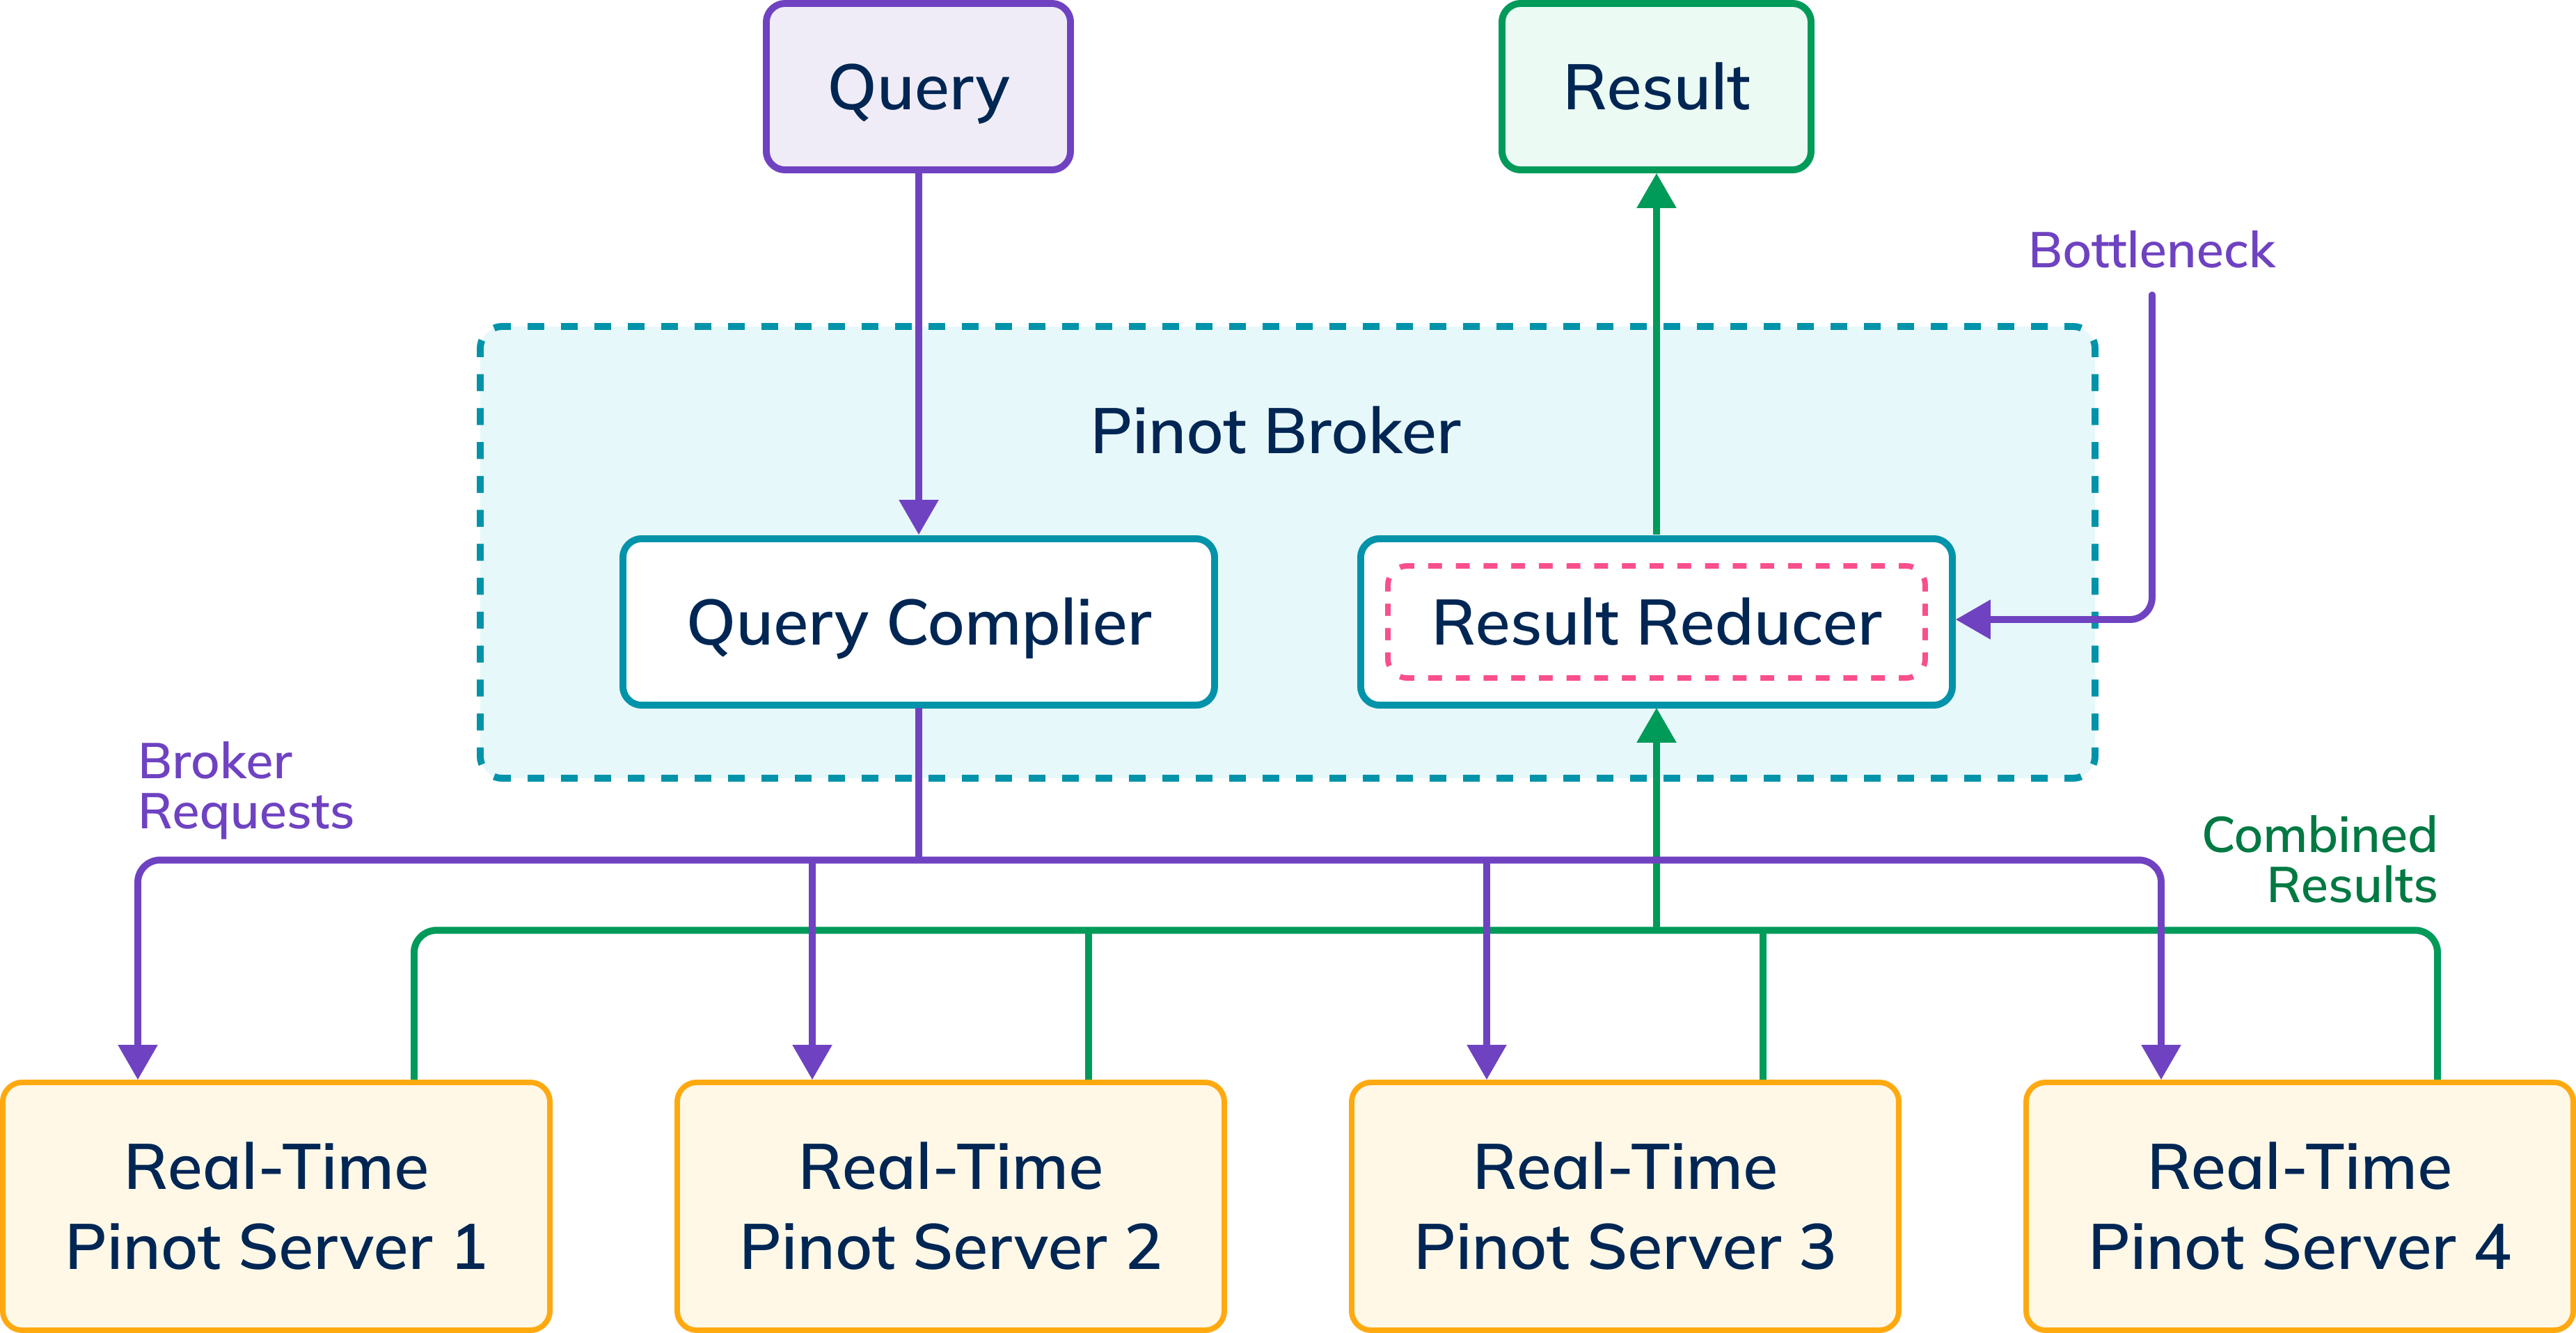 Query
Result
Bottleneck
Pinot Broker
Query Complier
Result Reducer
Broker
Requests
Combined
Results
Real-Time
Pinot Server 1
Real-Time
Pinot Server 2
Real-Time
Pinot Server 3
Real-Time
Pinot Server 4